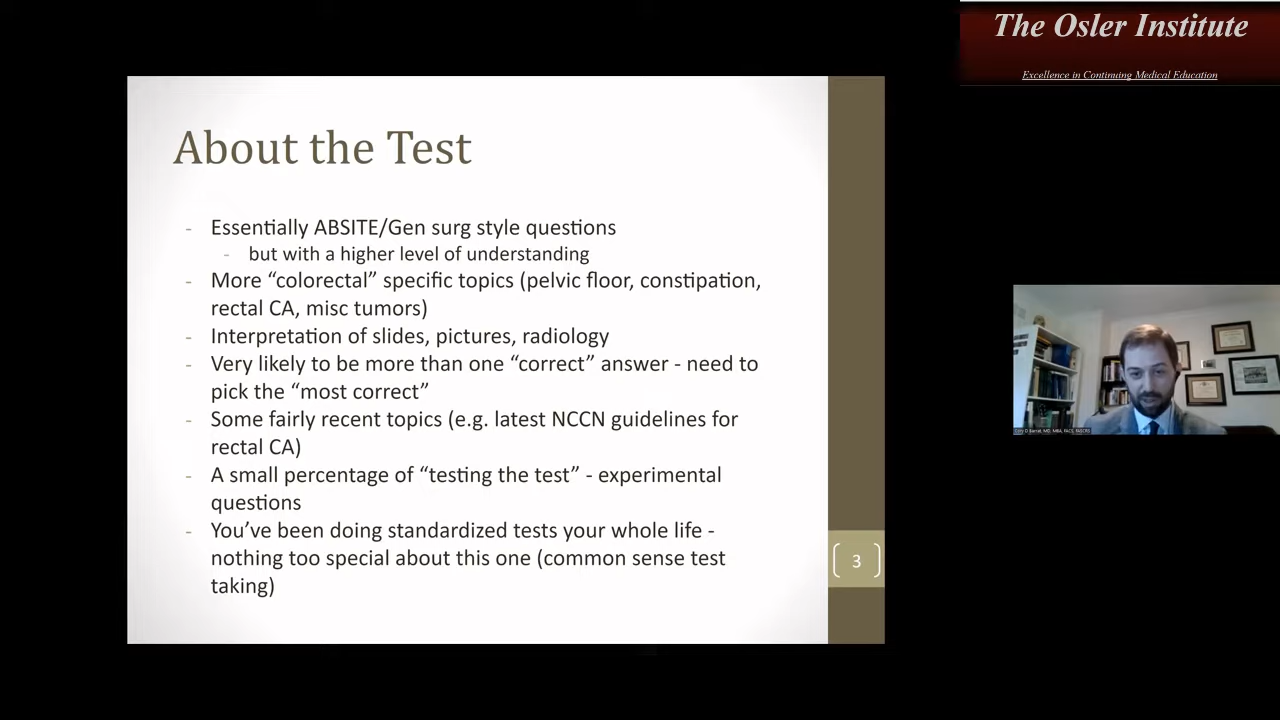 The Osler Institute
Excellence in Continuing Medical Education
About the Test
- Essentially ABSITE/Gen surg style questions
- but with a higher level of understanding
- More “colorectal” specific topics (pelvic floor, constipation,
rectal CA, misc tumors)
- Interpretation of slides, pictures, radiology
- Very likely to be more than one “correct” answer - need to
pick the “most correct”
- Some fairly recent topics (e.g. latest NCCN guidelines for
rectal CA)
- A small percentage of “testing the test” - experimental
questions
- You’ve been doing standardized tests your whole life -
nothing too special about this one (common sense test
taking)
3
MD, MBA, FACS, FASCRS